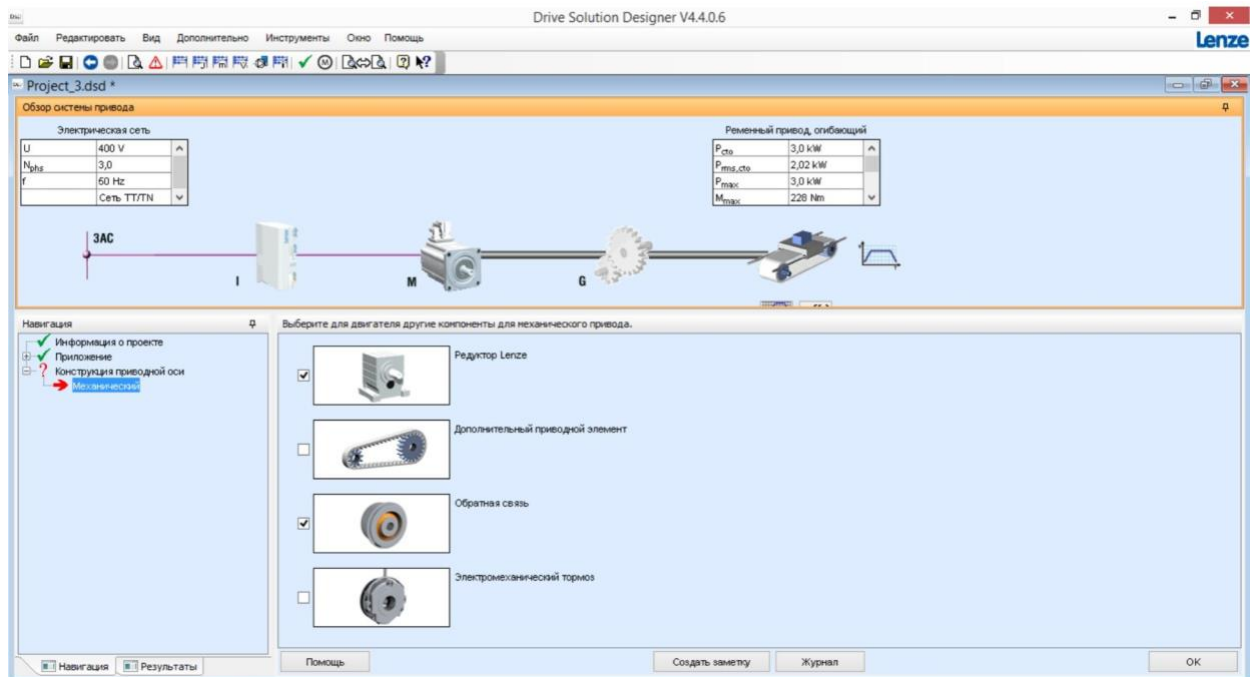 Drive Solution Designer V4.4.0.6
Файл Редактировать Вид Дополнительно Инструменты Окно Помощь
Lenze
Project_3.dsd *
Обзор системы привода
Электрическая сеть
U 400 V
Nphs 3,0
f 60 Hz
Сеть TT/TN
Ременный привод, огибающий
Pcto 3,0 kW
Prms,cto 2,02 kW
Pmax 3,0 kW
Mmax 228 Nm
3AC
I M G
Навигация
Информация о проекте
Приложение
Конструкция приводной оси
Механический
Выберите для двигателя другие компоненты для механического привода.
Редуктор Lenze
Дополнительный приводной элемент
Обратная связь
Электромеханический тормоз
Навигация Результаты
Помощь Создать заметку Журнал OK